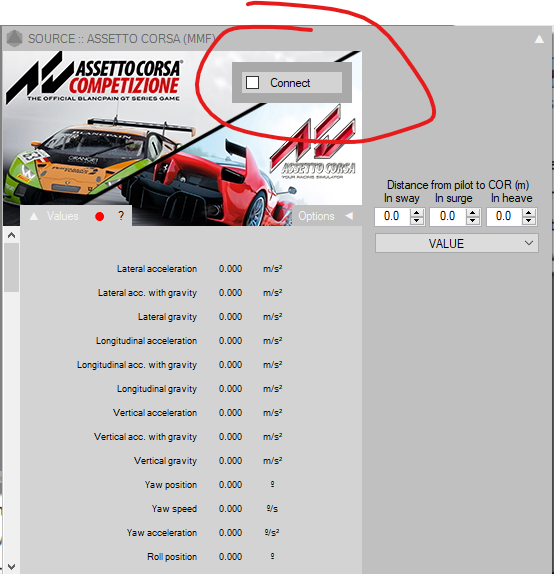 SOURCE :: ASSETTO CORSA (MMF)
ASSETTO CORSA
COMPETIZIONE
THE OFFICIAL BLANCPAIN GT SERIES GAME
Connect
ASSETTO CORSA
YOUR RACING SIMULATOR
Values ? Options
Distance from pilot to COR (m)
In sway In surge In heave
0.0 0.0 0.0
VALUE
Lateral acceleration 0.000 m/s²
Lateral acc. with gravity 0.000 m/s²
Lateral gravity 0.000 m/s²
Longitudinal acceleration 0.000 m/s²
Longitudinal acc. with gravity 0.000 m/s²
Longitudinal gravity 0.000 m/s²
Vertical acceleration 0.000 m/s²
Vertical acc. with gravity 0.000 m/s²
Vertical gravity 0.000 m/s²
Yaw position 0.000 º
Yaw speed 0.000 º/s
Yaw acceleration 0.000 º/s²
Roll position 0.000 º